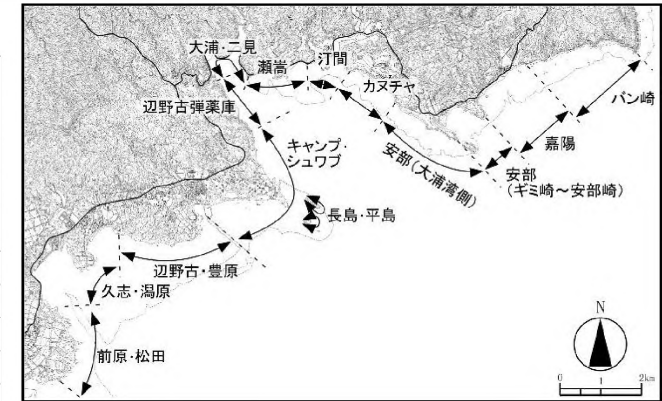 大浦・二見
瀬嵩
汀間
カヌチャ
バン崎
辺野古弾薬庫
キャンプ・
シュワブ
安部(大浦湾側)
嘉陽
安部
(ギミ崎～安部崎)
長島・平島
辺野古・豊原
久志・潟原
前原・松田
N
0 1 2km